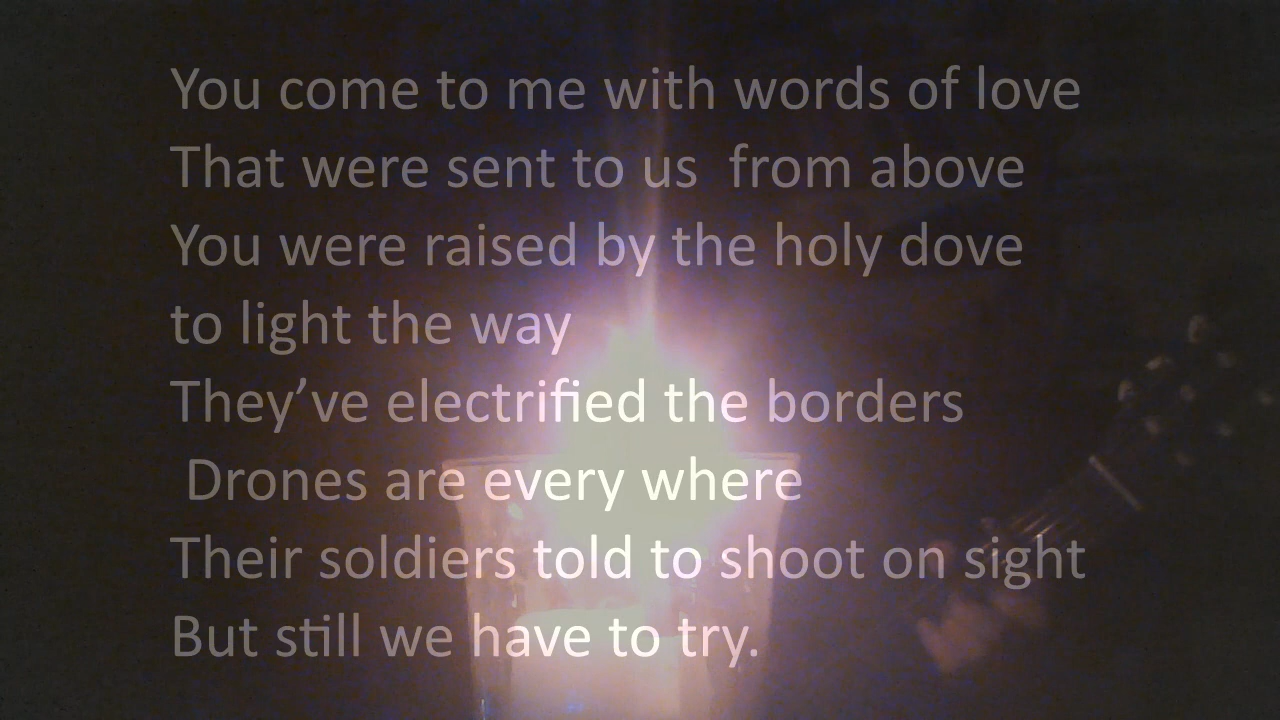 You come to me with words of love
That were sent to us  from above
You were raised by the holy dove
to light the way
They’ve electrified the borders
 Drones are every where
Their soldiers told to shoot on sight
But still we have to try.